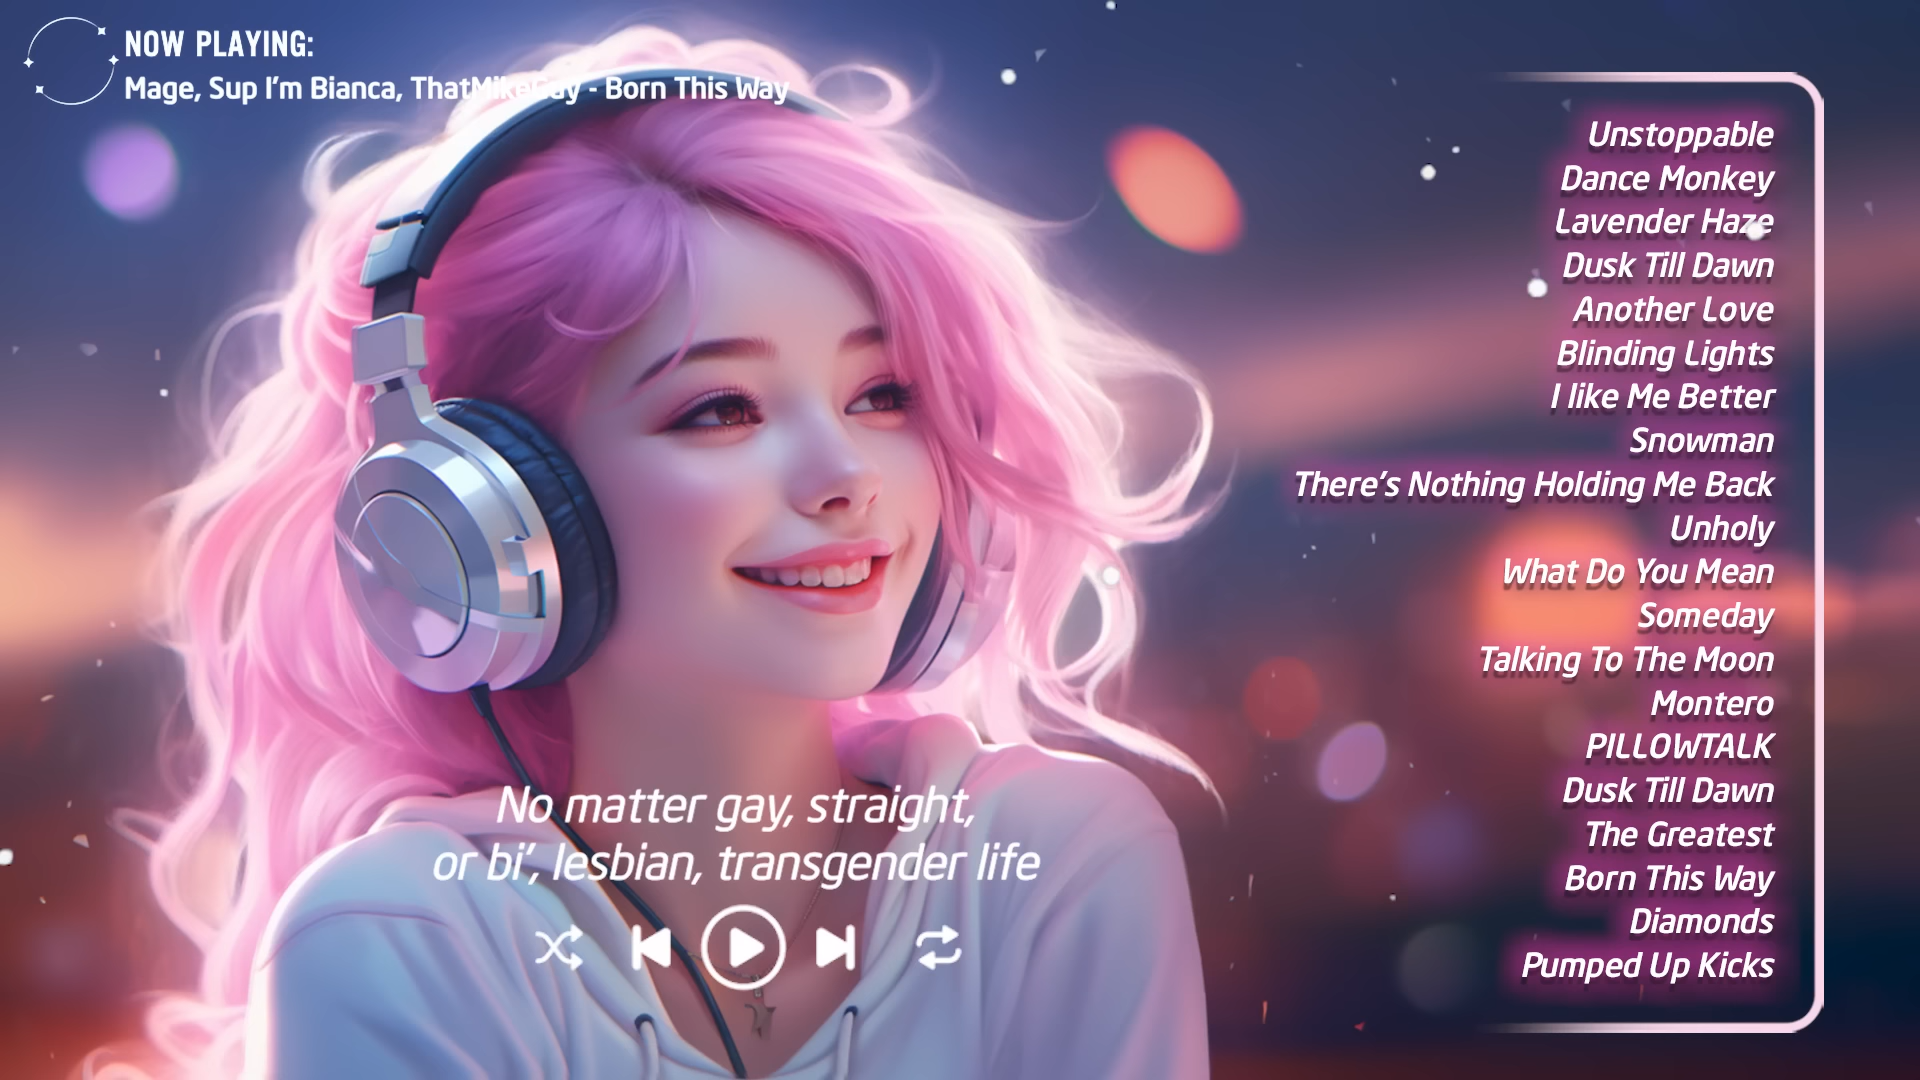 NOW PLAYING:
Mage, Sup I'm Bianca, ThatMikeGuy - Born This Way
Unstoppable
Dance Monkey
Lavender Haze
Dusk Till Dawn
Another Love
Blinding Lights
I like Me Better
Snowman
There's Nothing Holding Me Back
Unholy
What Do You Mean
Someday
Talking To The Moon
Montero
PILLOWTALK
Dusk Till Dawn
The Greatest
Born This Way
Diamonds
Pumped Up Kicks
No matter gay, straight,
or bi', lesbian, transgender life